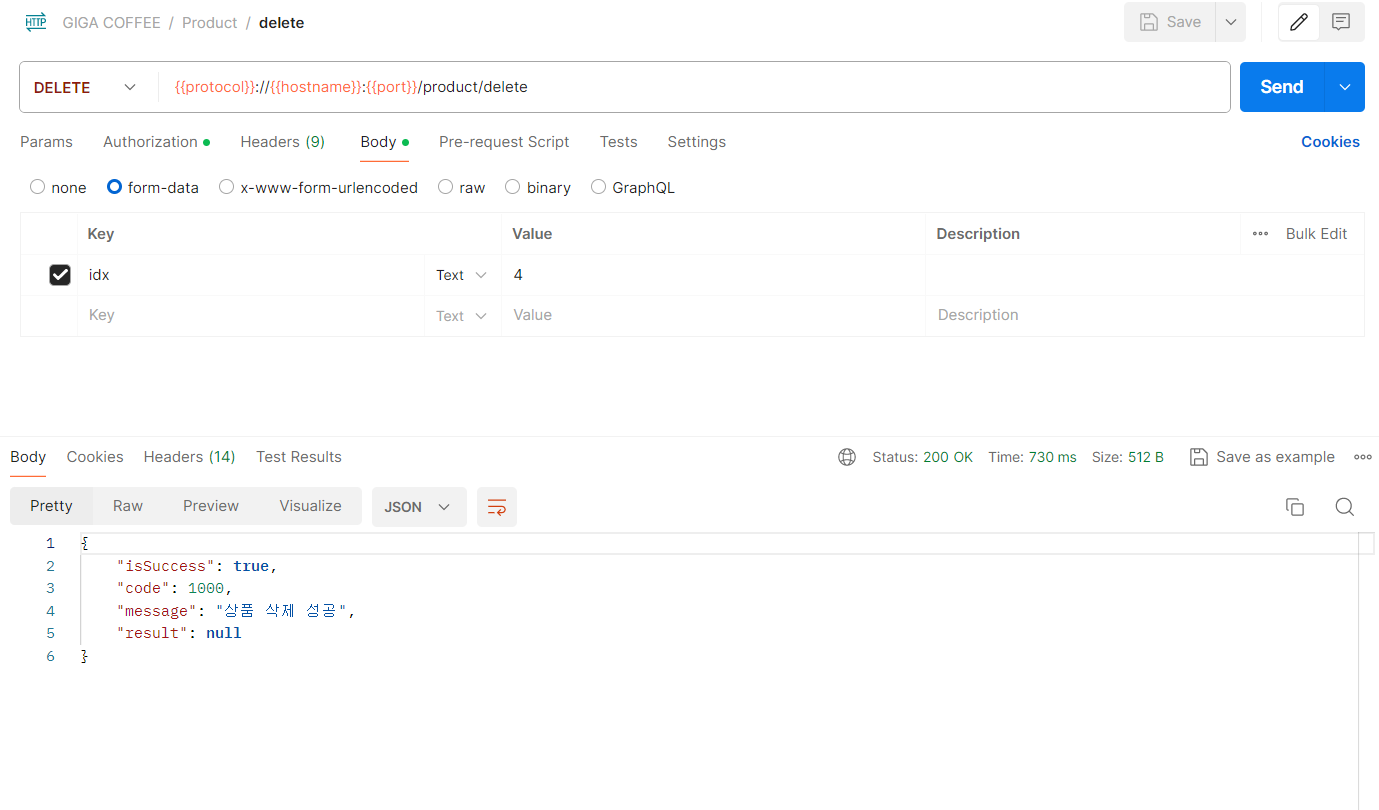 HTTP GIGA COFFEE / Product / delete Save
DELETE {{protocol}}://{{hostname}}:{{port}}/product/delete Send
Params Authorization Headers (9) Body Pre-request Script Tests Settings Cookies
none form-data x-www-form-urlencoded raw binary GraphQL
Key Value Description Bulk Edit
idx Text 4
Key Text Value Description
Body Cookies Headers (14) Test Results Status: 200 OK Time: 730 ms Size: 512 B Save as example
Pretty Raw Preview Visualize JSON
1 {
2 "isSuccess": true,
3 "code": 1000,
4 "message": "상품 삭제 성공",
5 "result": null
6 }